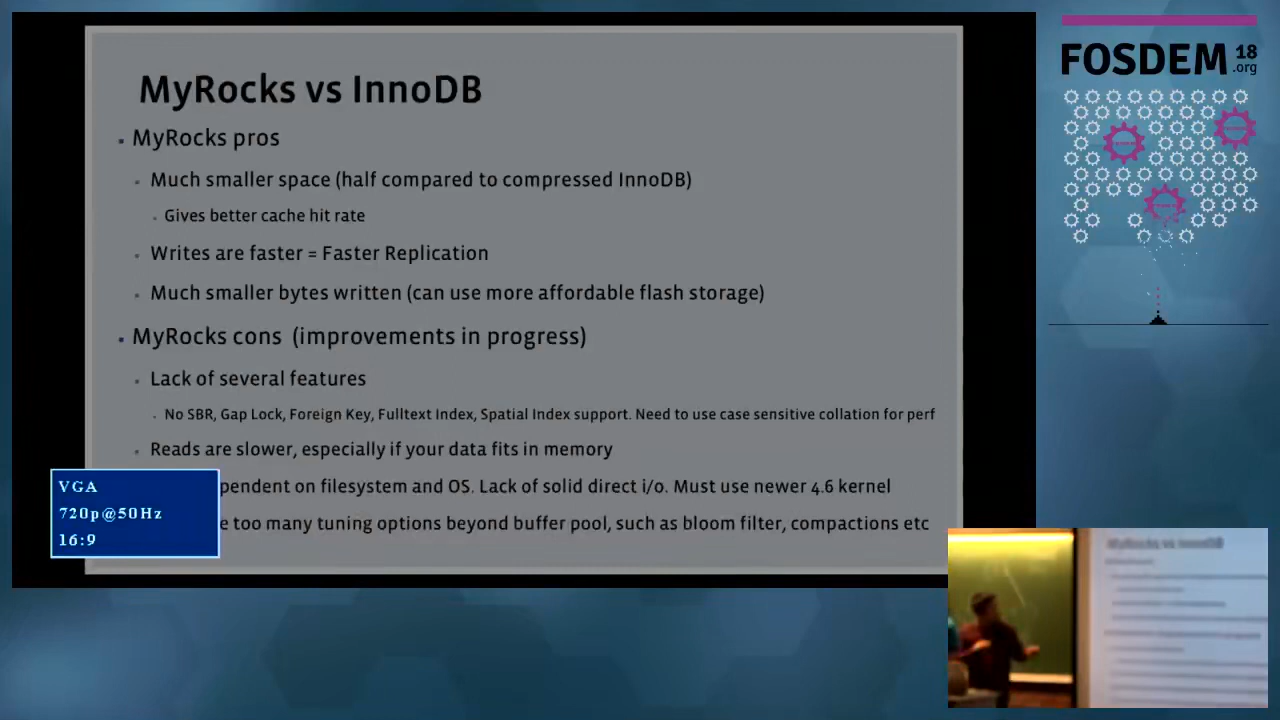 MyRocks vs InnoDB
MyRocks pros
Much smaller space (half compared to compressed InnoDB)
Gives better cache hit rate
Writes are faster = Faster Replication
Much smaller bytes written (can use more affordable flash storage)
MyRocks cons (improvements in progress)
Lack of several features
No SBR, Gap Lock, Foreign Key, Fulltext Index, Spatial Index support. Need to use case sensitive collation for perf
Reads are slower, especially if your data fits in memory
pendent on filesystem and OS. Lack of solid direct i/o. Must use newer 4.6 kernel
too many tuning options beyond buffer pool, such as bloom filter, compactions etc
VGA
720p@50Hz
16:9
FOSDEM 18
.org
MyRocks vs InnoDB